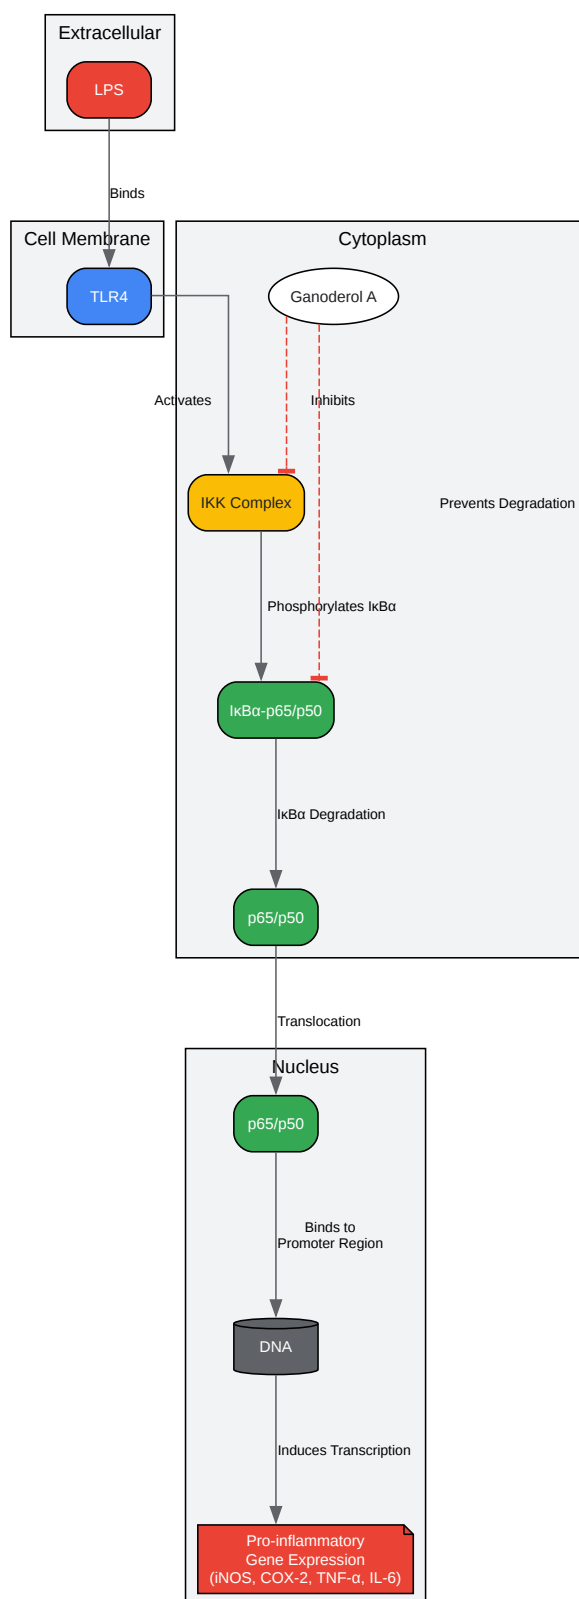 Extracellular
LPS
Binds
Cell Membrane
Cytoplasm
TLR4
Ganoderol A
Activates
Inhibits
IKK Complex
Prevents Degradation
Phosphorylates IκBα
IκBα-p65/p50
IκBα Degradation
p65/p50
Translocation
Nucleus
p65/p50
Binds to
Promoter Region
DNA
Induces Transcription
Pro-inflammatory
Gene Expression
(iNOS, COX-2, TNF-α, IL-6)